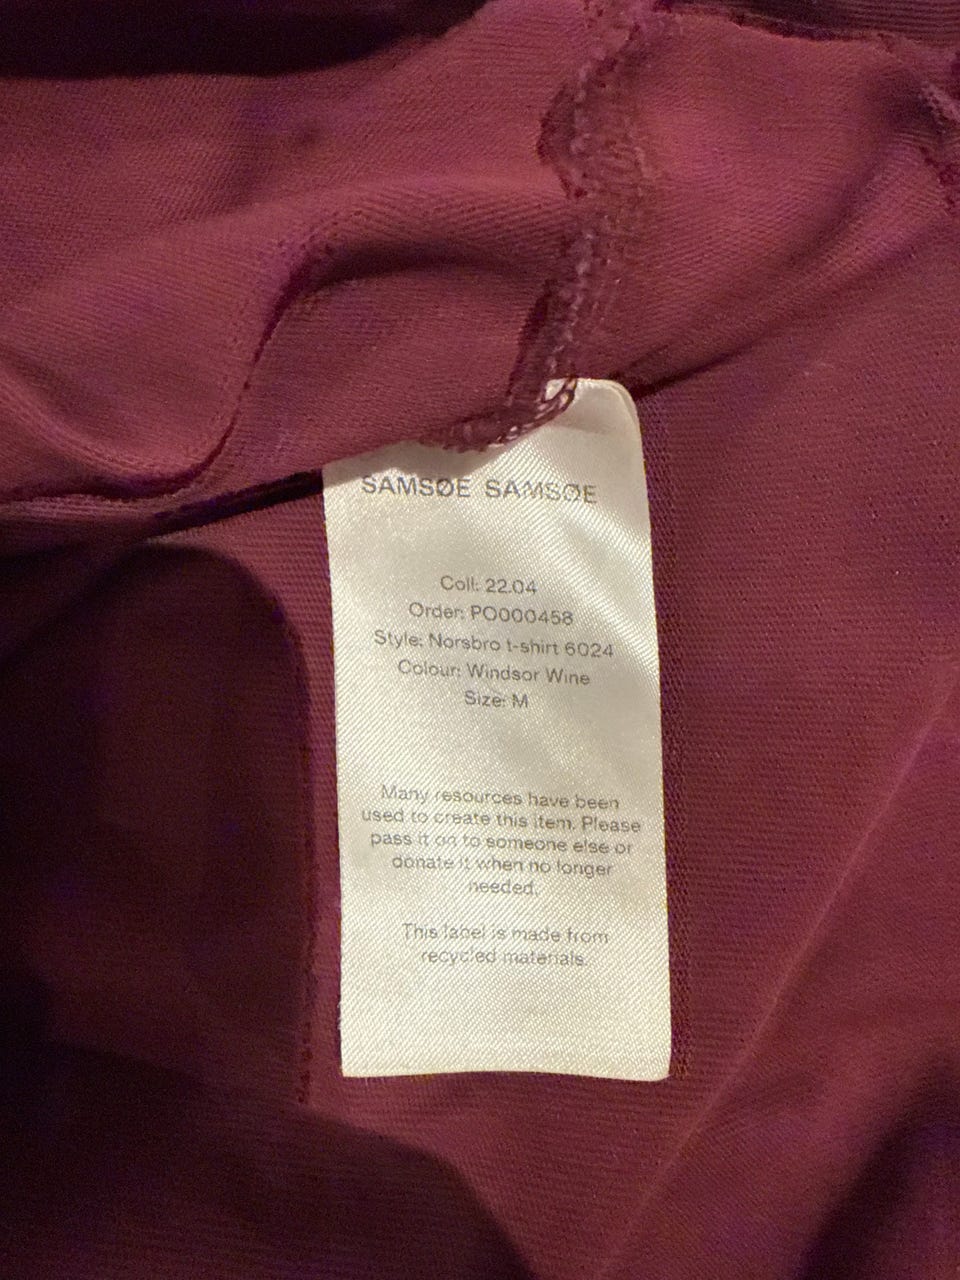 SAMSØE SAMSØE
Coll: 22.04
Order: PO000458
Style: Norsbro t-shirt 6024
Colour: Windsor Wine
Size: M
Many resources have been
used to create this item. Please
pass it on to someone else or
donate it when no longer
needed.
This label is made from
recycled materials.